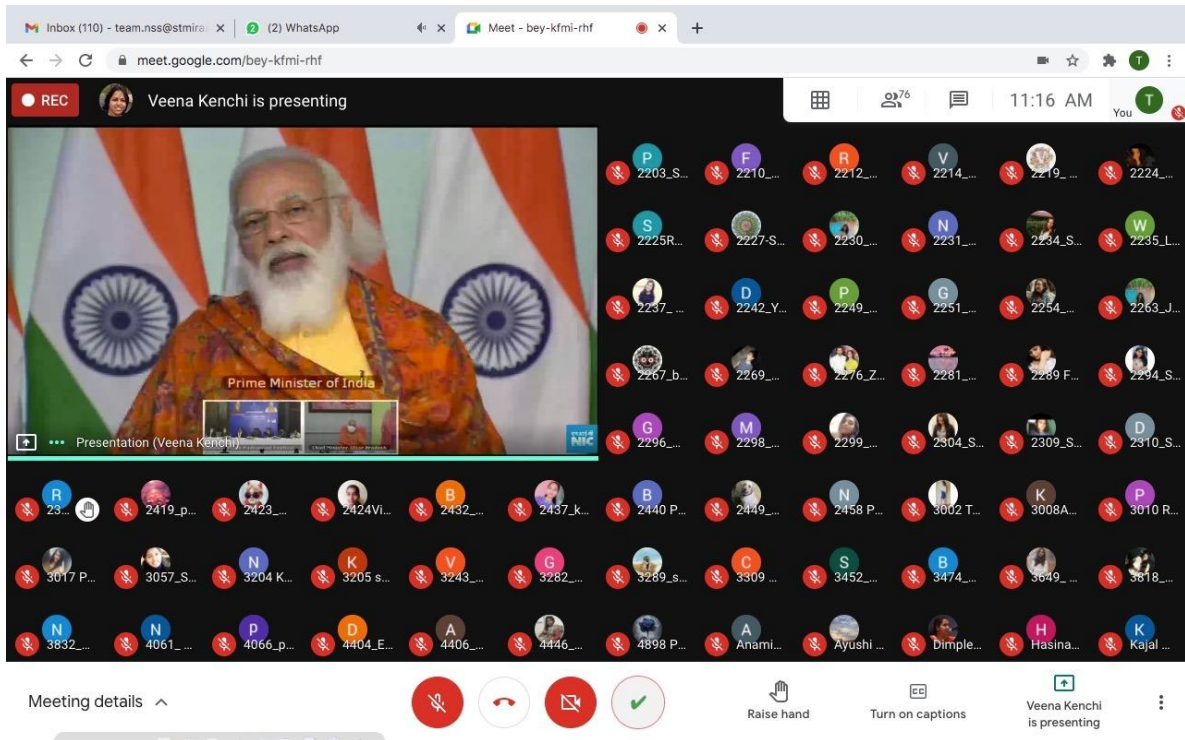 Inbox (110) - team.nss@stmira
(2) WhatsApp
Meet - bey-kfmi-rhf
meet.google.com/bey-kfmi-rhf
T
REC
Veena Kenchi is presenting
76
11:16 AM
You
T
P
2203_S...
F
2210_...
R
2212_...
V
2214_...
2219_ ...
2224_...
S
2225R...
2227-S...
2230_...
N
2231_...
2234_S...
W
2235_L...
2237_ ...
D
2242_Y...
P
2249_...
G
2251_...
2254_...
2263_J...
2267_b...
2269_...
2276_Z...
2281_...
2289 F...
2294_S...
Prime Minister of India
Presentation (Veena Kenchi)
एनआईसी
NIC
G
2296_...
M
2298_...
2299_...
2304_S...
2309_S...
D
2310_S...
R
23...
2419_p...
2423_...
2424Vi...
B
2432_...
2437_k...
B
2440 P...
2449_...
N
2458 P...
3002 T...
K
3008A...
P
3010 R...
3017 P...
3057_S...
N
3204 K...
K
3205 s...
V
3243_...
G
3282_...
3289_s...
C
3309 ...
S
3452_...
B
3474_...
3649_ ...
3818_...
N
3832_...
N
4061_ ...
p
4066_p...
D
4404_E...
A
4406_...
4446_...
4898 P...
A
Anami...
Ayushi ...
Dimple...
H
Hasina...
K
Kajal ...
Meeting details
Raise hand
CC
Turn on captions
Veena Kenchi
is presenting